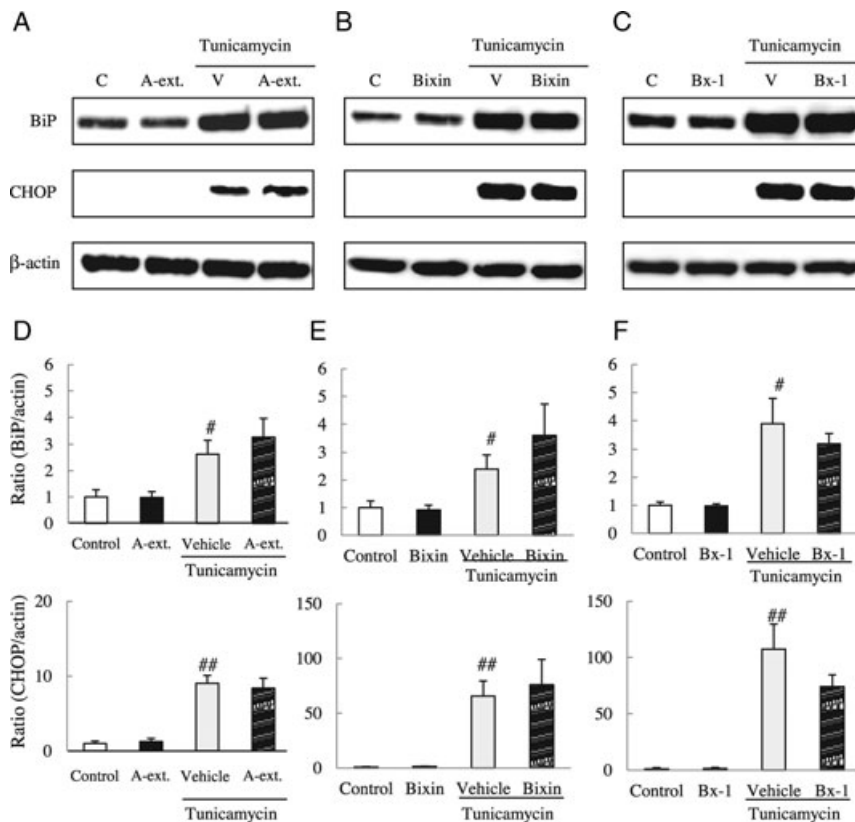 A B C
Tunicamycin Tunicamycin Tunicamycin
C A-ext. V A-ext. C Bixin V Bixin C Bx-1 V Bx-1
BiP
CHOP
β-actin
D E F
Ratio (BiP/actin)
6 6 6
5 5 5
4 4 4
3 3 3
2 2 2
1 1 1
0 0 0
# # #
Control A-ext. Vehicle A-ext. Control Bixin Vehicle Bixin Control Bx-1 Vehicle Bx-1
Tunicamycin Tunicamycin Tunicamycin
Ratio (CHOP/actin)
20 150 150
10 100 100
0 50 50
0 0
## ## ##
Control A-ext. Vehicle A-ext. Control Bixin Vehicle Bixin Control Bx-1 Vehicle Bx-1
Tunicamycin Tunicamycin Tunicamycin